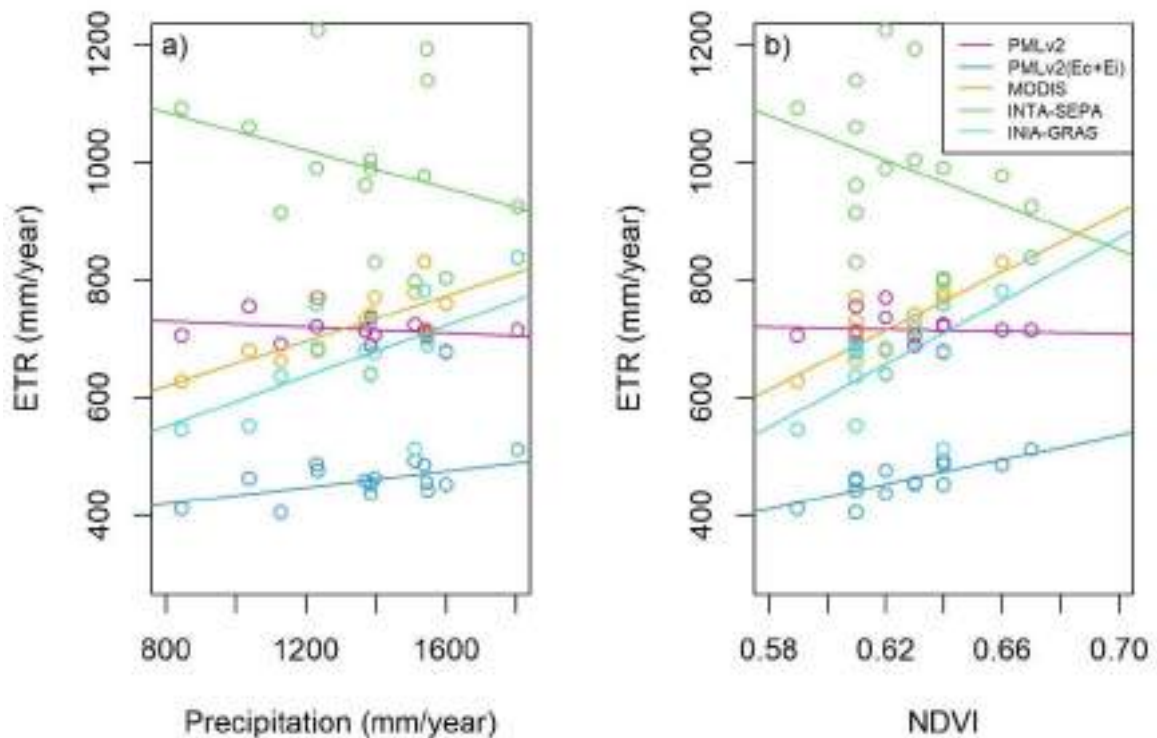 a)
b)
PMLv2
PMLv2(Ec+Ei)
MODIS
INTA-SEPA
INIA-GRAS
ETR (mm/year)
1200
1000
800
600
400
800
1200
1600
Precipitation (mm/year)
ETR (mm/year)
1200
1000
800
600
400
0.58
0.62
0.66
0.70
NDVI